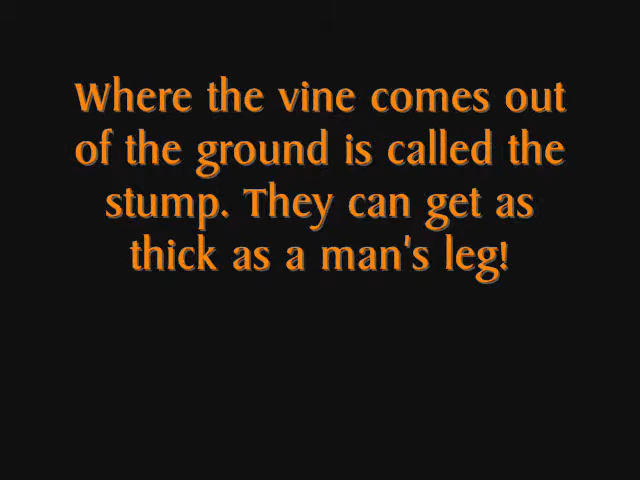 Where the vine comes out
of the ground is called the
stump. They can get as
thick as a man's leg!